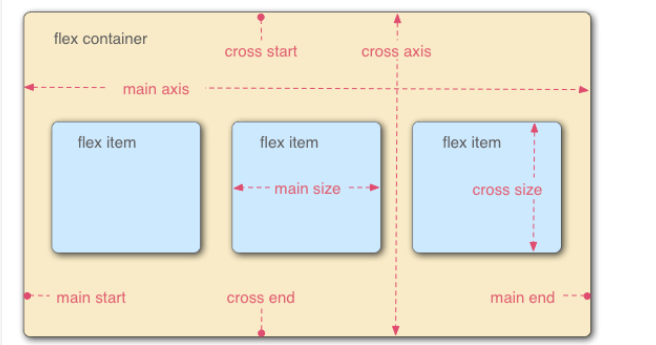 flex container
cross start
cross axis
main axis
flex item
flex item
flex item
main size
cross size
main start
cross end
main end